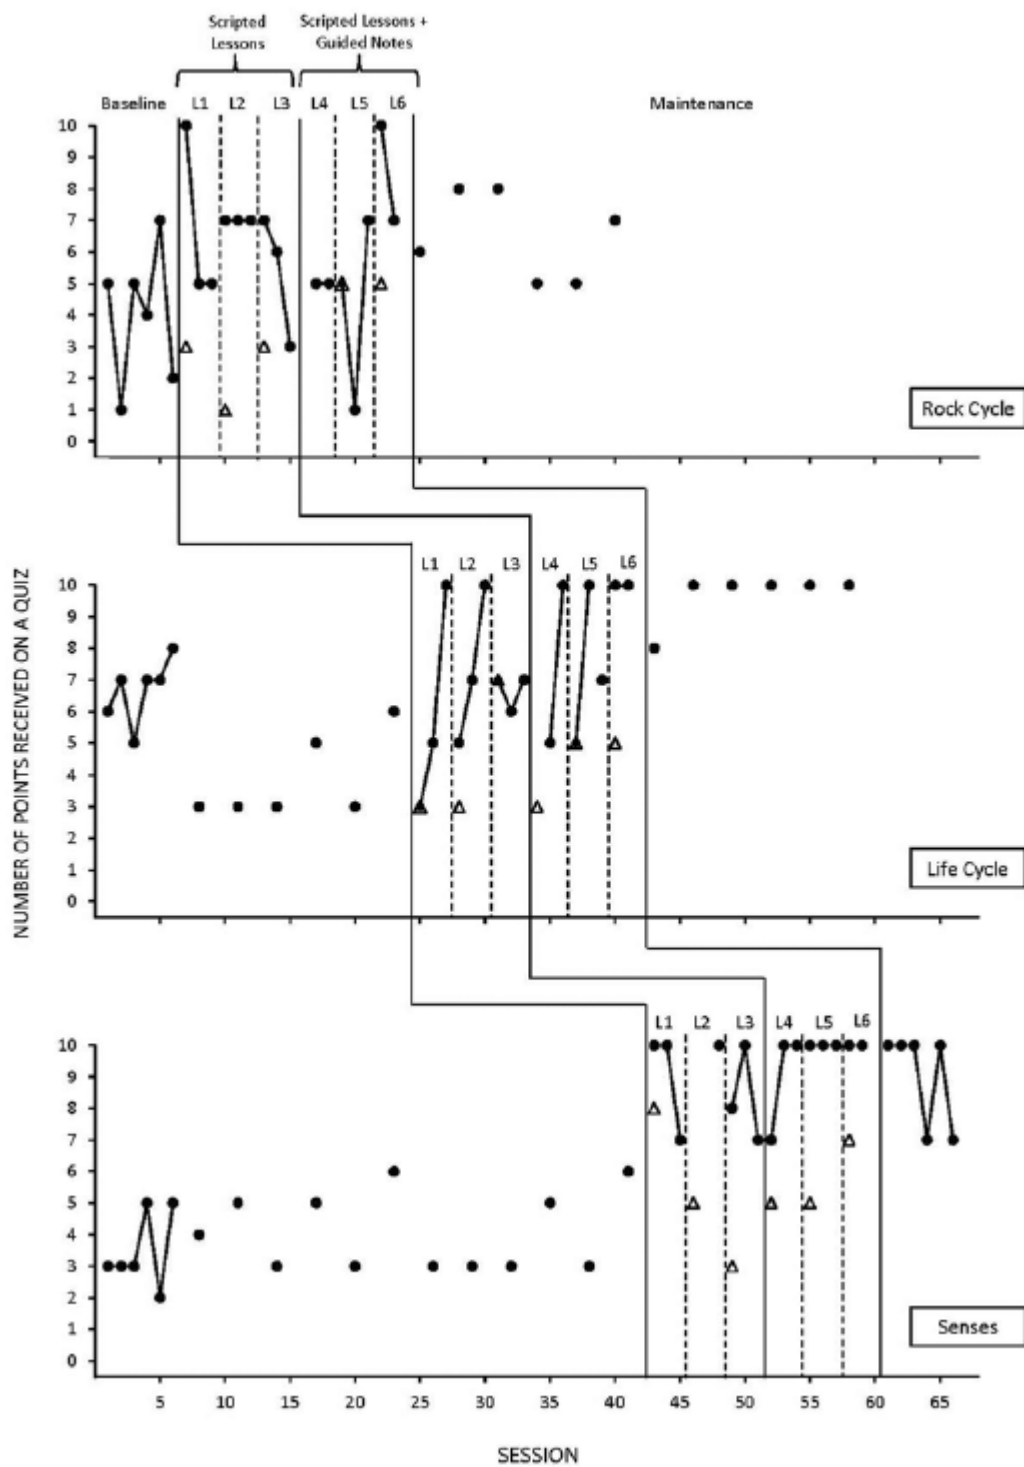 Scripted
Lessons
Scripted Lessons +
Guided Notes
Baseline L1 L2 L3 L4 L5 L6 Maintenance
10
9
8
7
6
5
4
3
2
1
0
Rock Cycle
L1 L2 L3 L4 L5 L6
10
9
8
7
6
5
4
3
2
1
0
Life Cycle
NUMBER OF POINTS RECEIVED ON A QUIZ
L1 L2 L3 L4 L5 L6
10
9
8
7
6
5
4
3
2
1
0
Senses
5 10 15 20 25 30 35 40 45 50 55 60 65
SESSION